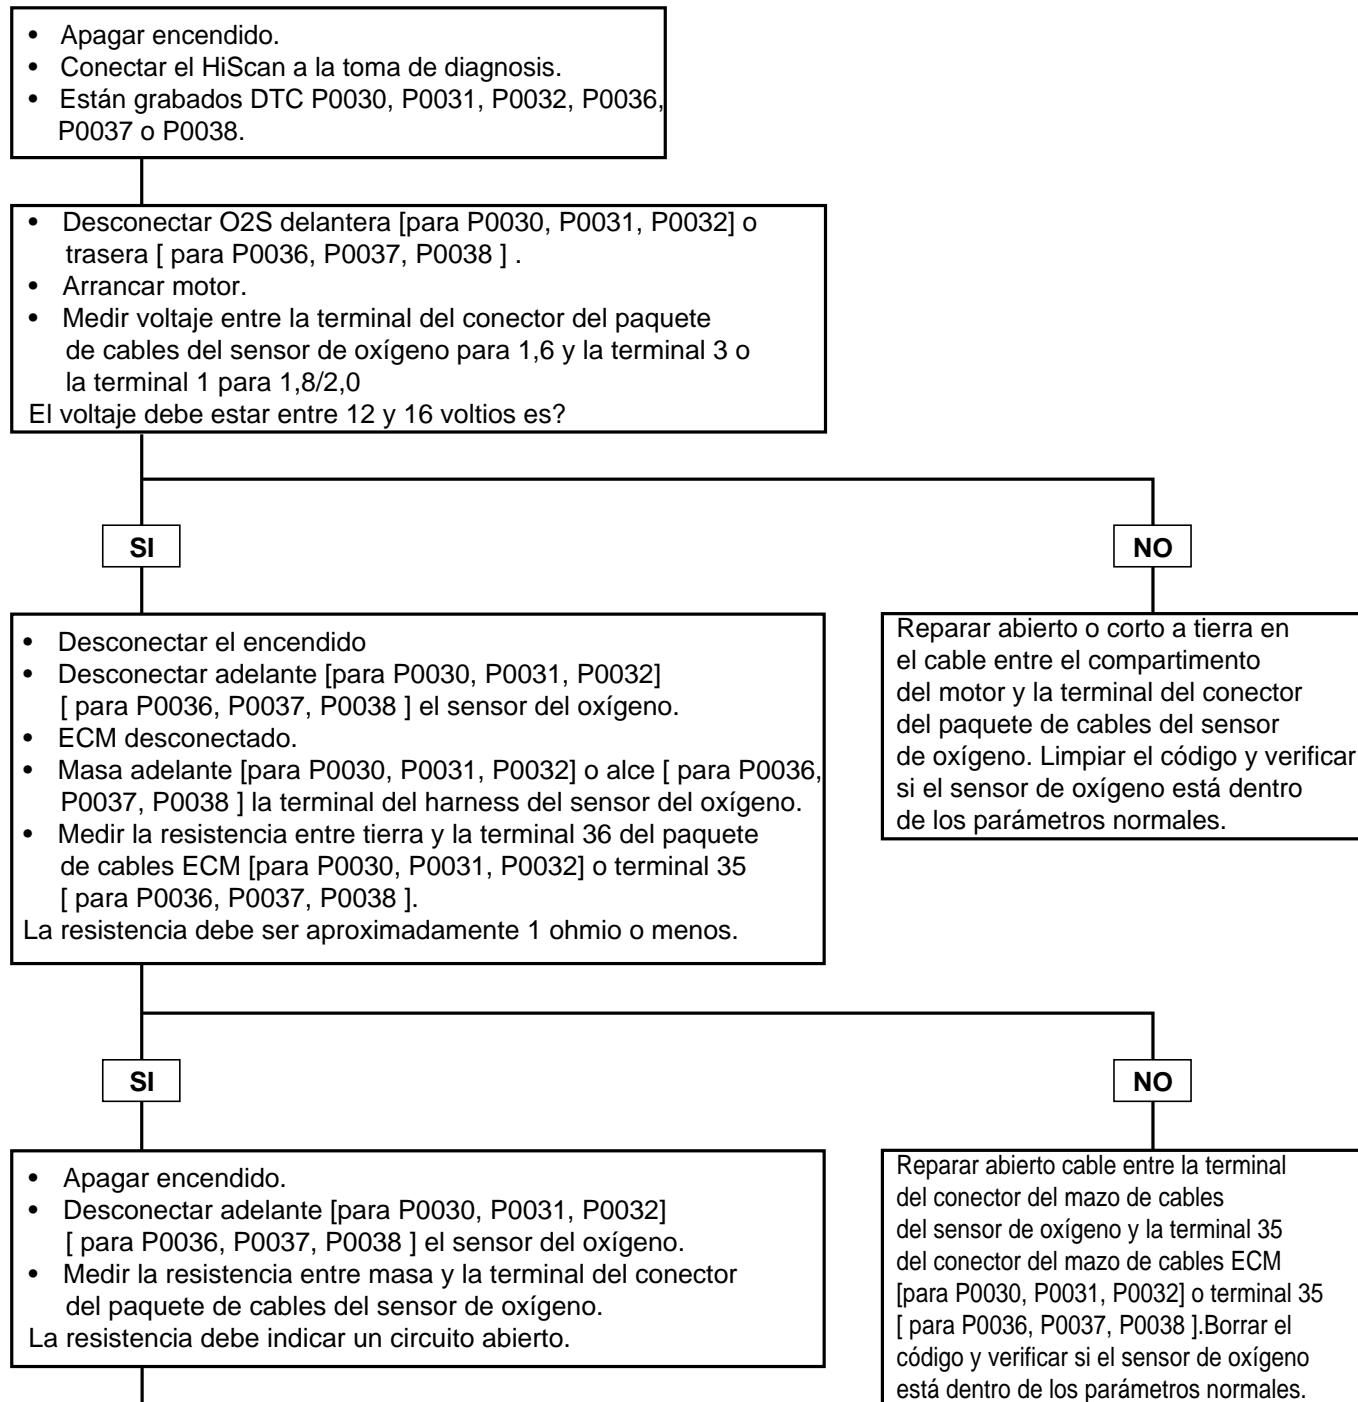 • Apagar encendido.
• Conectar el HiScan a la toma de diagnosis.
• Están grabados DTC P0030, P0031, P0032, P0036,
P0037 o P0038.
• Desconectar O2S delantera [para P0030, P0031, P0032] o
trasera [ para P0036, P0037, P0038 ] .
• Arrancar motor.
• Medir voltaje entre la terminal del conector del paquete
de cables del sensor de oxígeno para 1,6 y la terminal 3 o
la terminal 1 para 1,8/2,0
El voltaje debe estar entre 12 y 16 voltios es?
SI
NO
• Desconectar el encendido
• Desconectar adelante [para P0030, P0031, P0032]
[ para P0036, P0037, P0038 ] el sensor del oxígeno.
• ECM desconectado.
• Masa adelante [para P0030, P0031, P0032] o alce [ para P0036,
P0037, P0038 ] la terminal del harness del sensor del oxígeno.
• Medir la resistencia entre tierra y la terminal 36 del paquete
de cables ECM [para P0030, P0031, P0032] o terminal 35
[ para P0036, P0037, P0038 ].
La resistencia debe ser aproximadamente 1 ohmio o menos.
Reparar abierto o corto a tierra en
el cable entre el compartimento
del motor y la terminal del conector
del paquete de cables del sensor
de oxígeno. Limpiar el código y verificar
si el sensor de oxígeno está dentro
de los parámetros normales.
SI
NO
• Apagar encendido.
• Desconectar adelante [para P0030, P0031, P0032]
[ para P0036, P0037, P0038 ] el sensor del oxígeno.
• Medir la resistencia entre masa y la terminal del conector
del paquete de cables del sensor de oxígeno.
La resistencia debe indicar un circuito abierto.
Reparar abierto cable entre la terminal
del conector del mazo de cables
del sensor de oxígeno y la terminal 35
del conector del mazo de cables ECM
[para P0030, P0031, P0032] o terminal 35
[ para P0036, P0037, P0038 ].Borrar el
código y verificar si el sensor de oxígeno
está dentro de los parámetros normales.